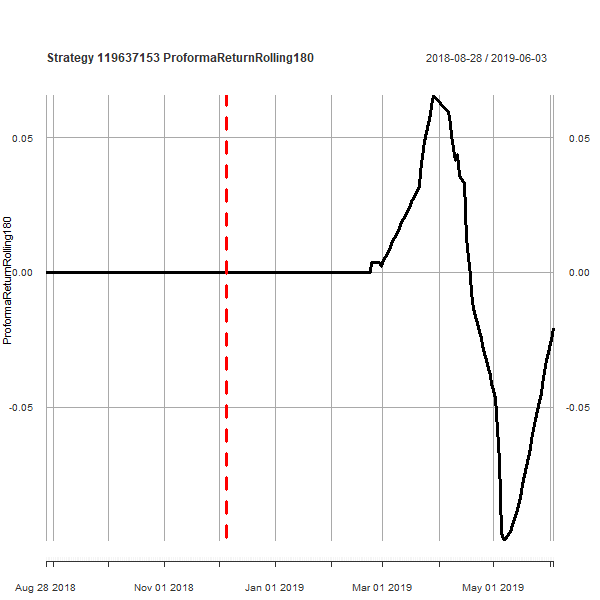 Strategy 119637153 ProformaReturnRolling180
2018-08-28 / 2019-06-03
0.05
0.05
0.00
0.00
-0.05
-0.05
ProformaReturnRolling180
Aug 28 2018
Nov 01 2018
Jan 01 2019
Mar 01 2019
May 01 2019